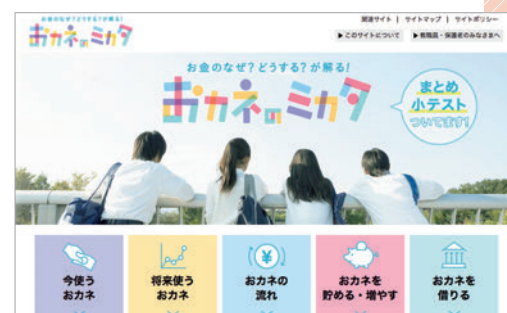 お金のなぜ?どうする?が解る!
おカネのミカタ
関連サイト | サイトマップ | サイトポリシー
▶このサイトについて ▶教職員・保護者のみなさまへ
お金のなぜ?どうする?が解る!
おカネのミカタ
まとめ
小テスト
ついてます!
今使う
おカネ
将来使う
おカネ
おカネの
流れ
おカネを
貯める・増やす
おカネを
借りる